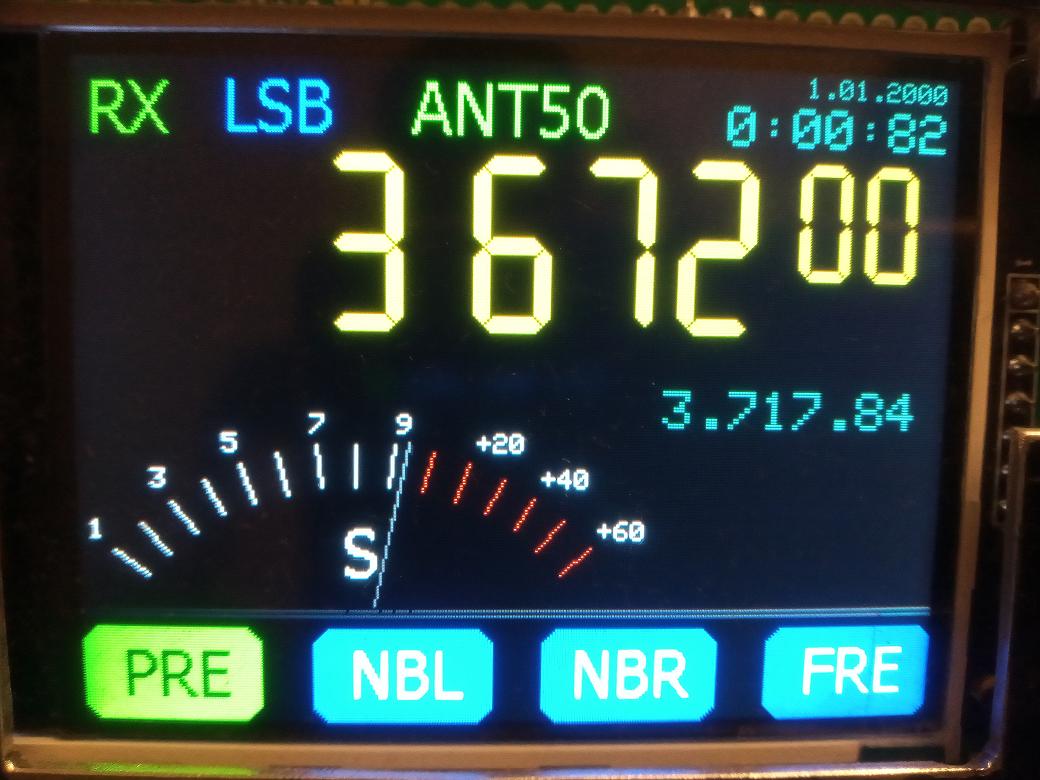 RX LSB ANT50 1.01.2000
0:00:82
3672 00
3.717.84
1 3 5 7 9 +20 +40 +60
S
PRE NBL NBR FRE